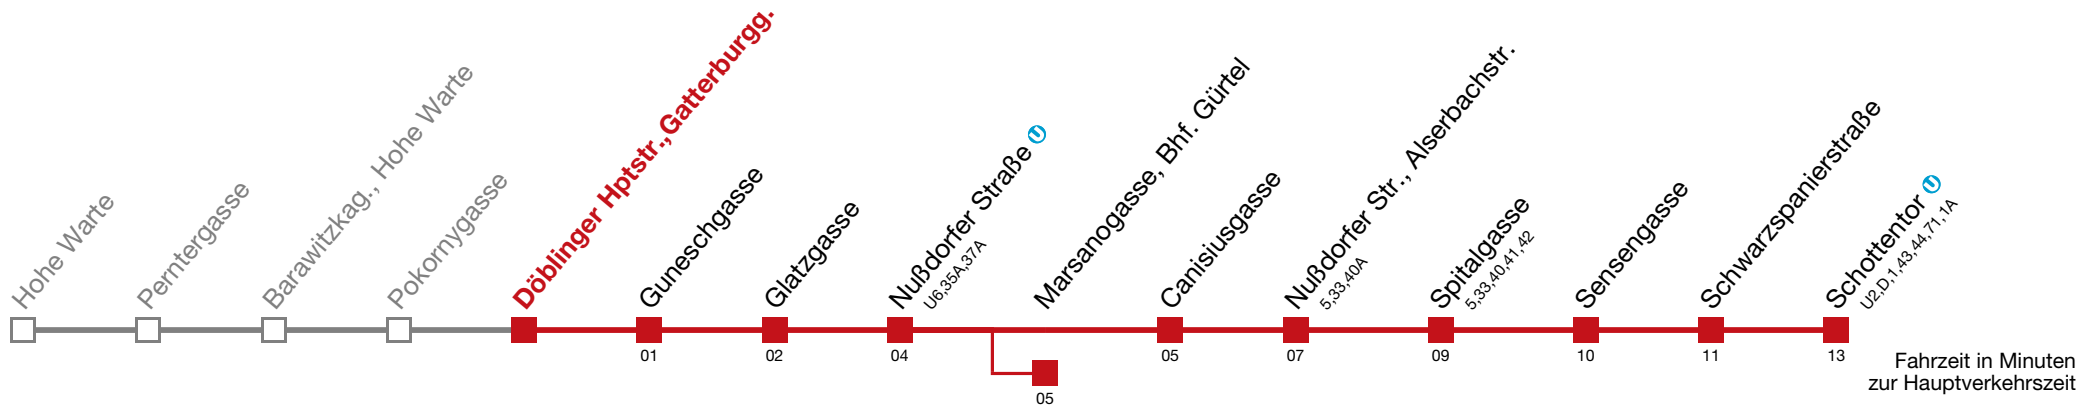 Hohe Warte
Perntergasse
Barawitzkag., Hohe Warte
Pokornygasse
Döblinger Hptstr.,Gatterburgg.
Guneschgasse
01
Glatzgasse
02
Nußdorfer Straße U
U6,35A,37A
04
Marsanogasse, Bhf. Gürtel
05
Canisiusgasse
05
Nußdorfer Str., Alserbachstr.
5,33,40A
07
Spitalgasse
5,33,40,41,42
09
Sensengasse
10
Schwarzspanierstraße
11
Schottentor U
U2,D,1,43,44,71,1A
13
Fahrzeit in Minuten
zur Hauptverkehrszeit